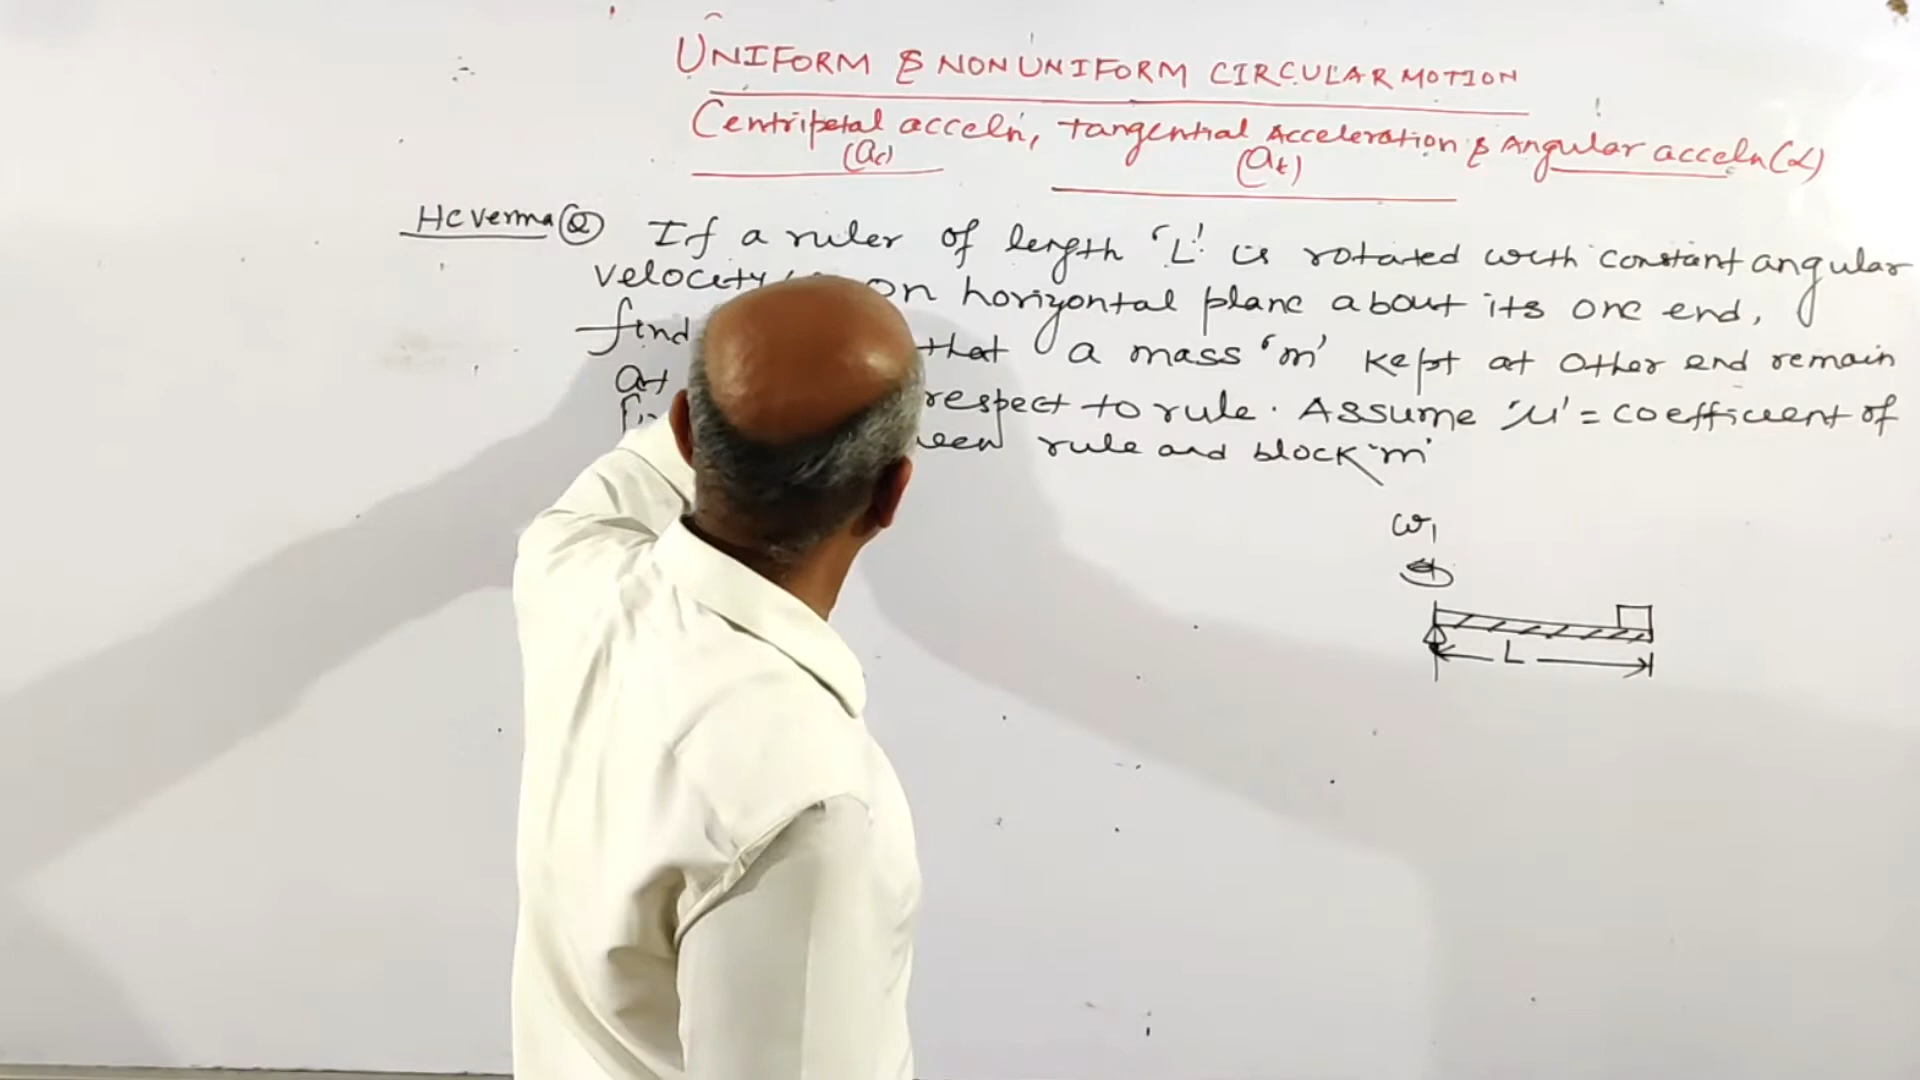 UNIFORM & NONUNIFORM CIRCULAR MOTION
Centripetal acceln, Tangential Acceleration & Angular acceln (α)
(ac) (at)
HC Verma Q If a ruler of length 'L' is rotated with constant angular
velocity on horizontal plane about its one end,
find that a mass 'm' kept at other end remain
at respect to rule. Assume 'μ' = coefficient of
rule and block 'm'
ω1
L